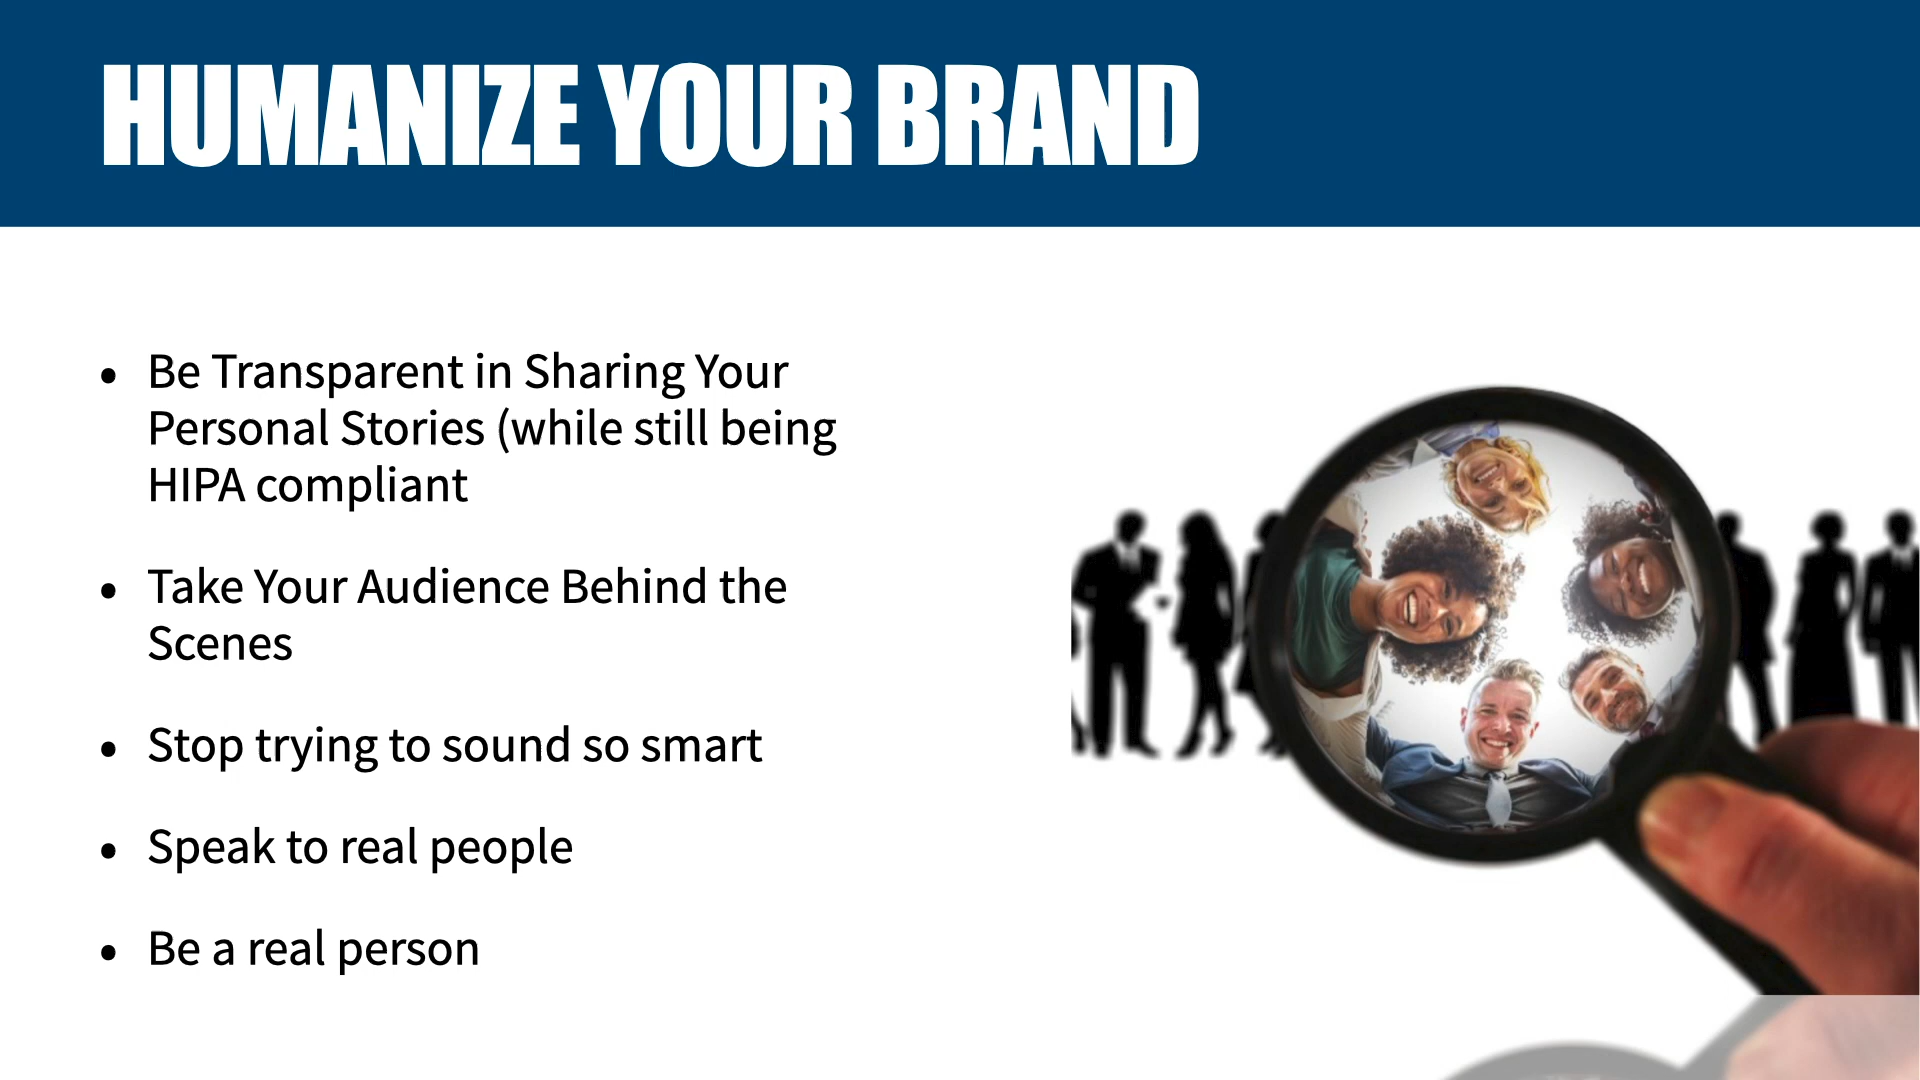 HUMANIZE YOUR BRAND
• Be Transparent in Sharing Your
Personal Stories (while still being
HIPA compliant
• Take Your Audience Behind the
Scenes
• Stop trying to sound so smart
• Speak to real people
• Be a real person